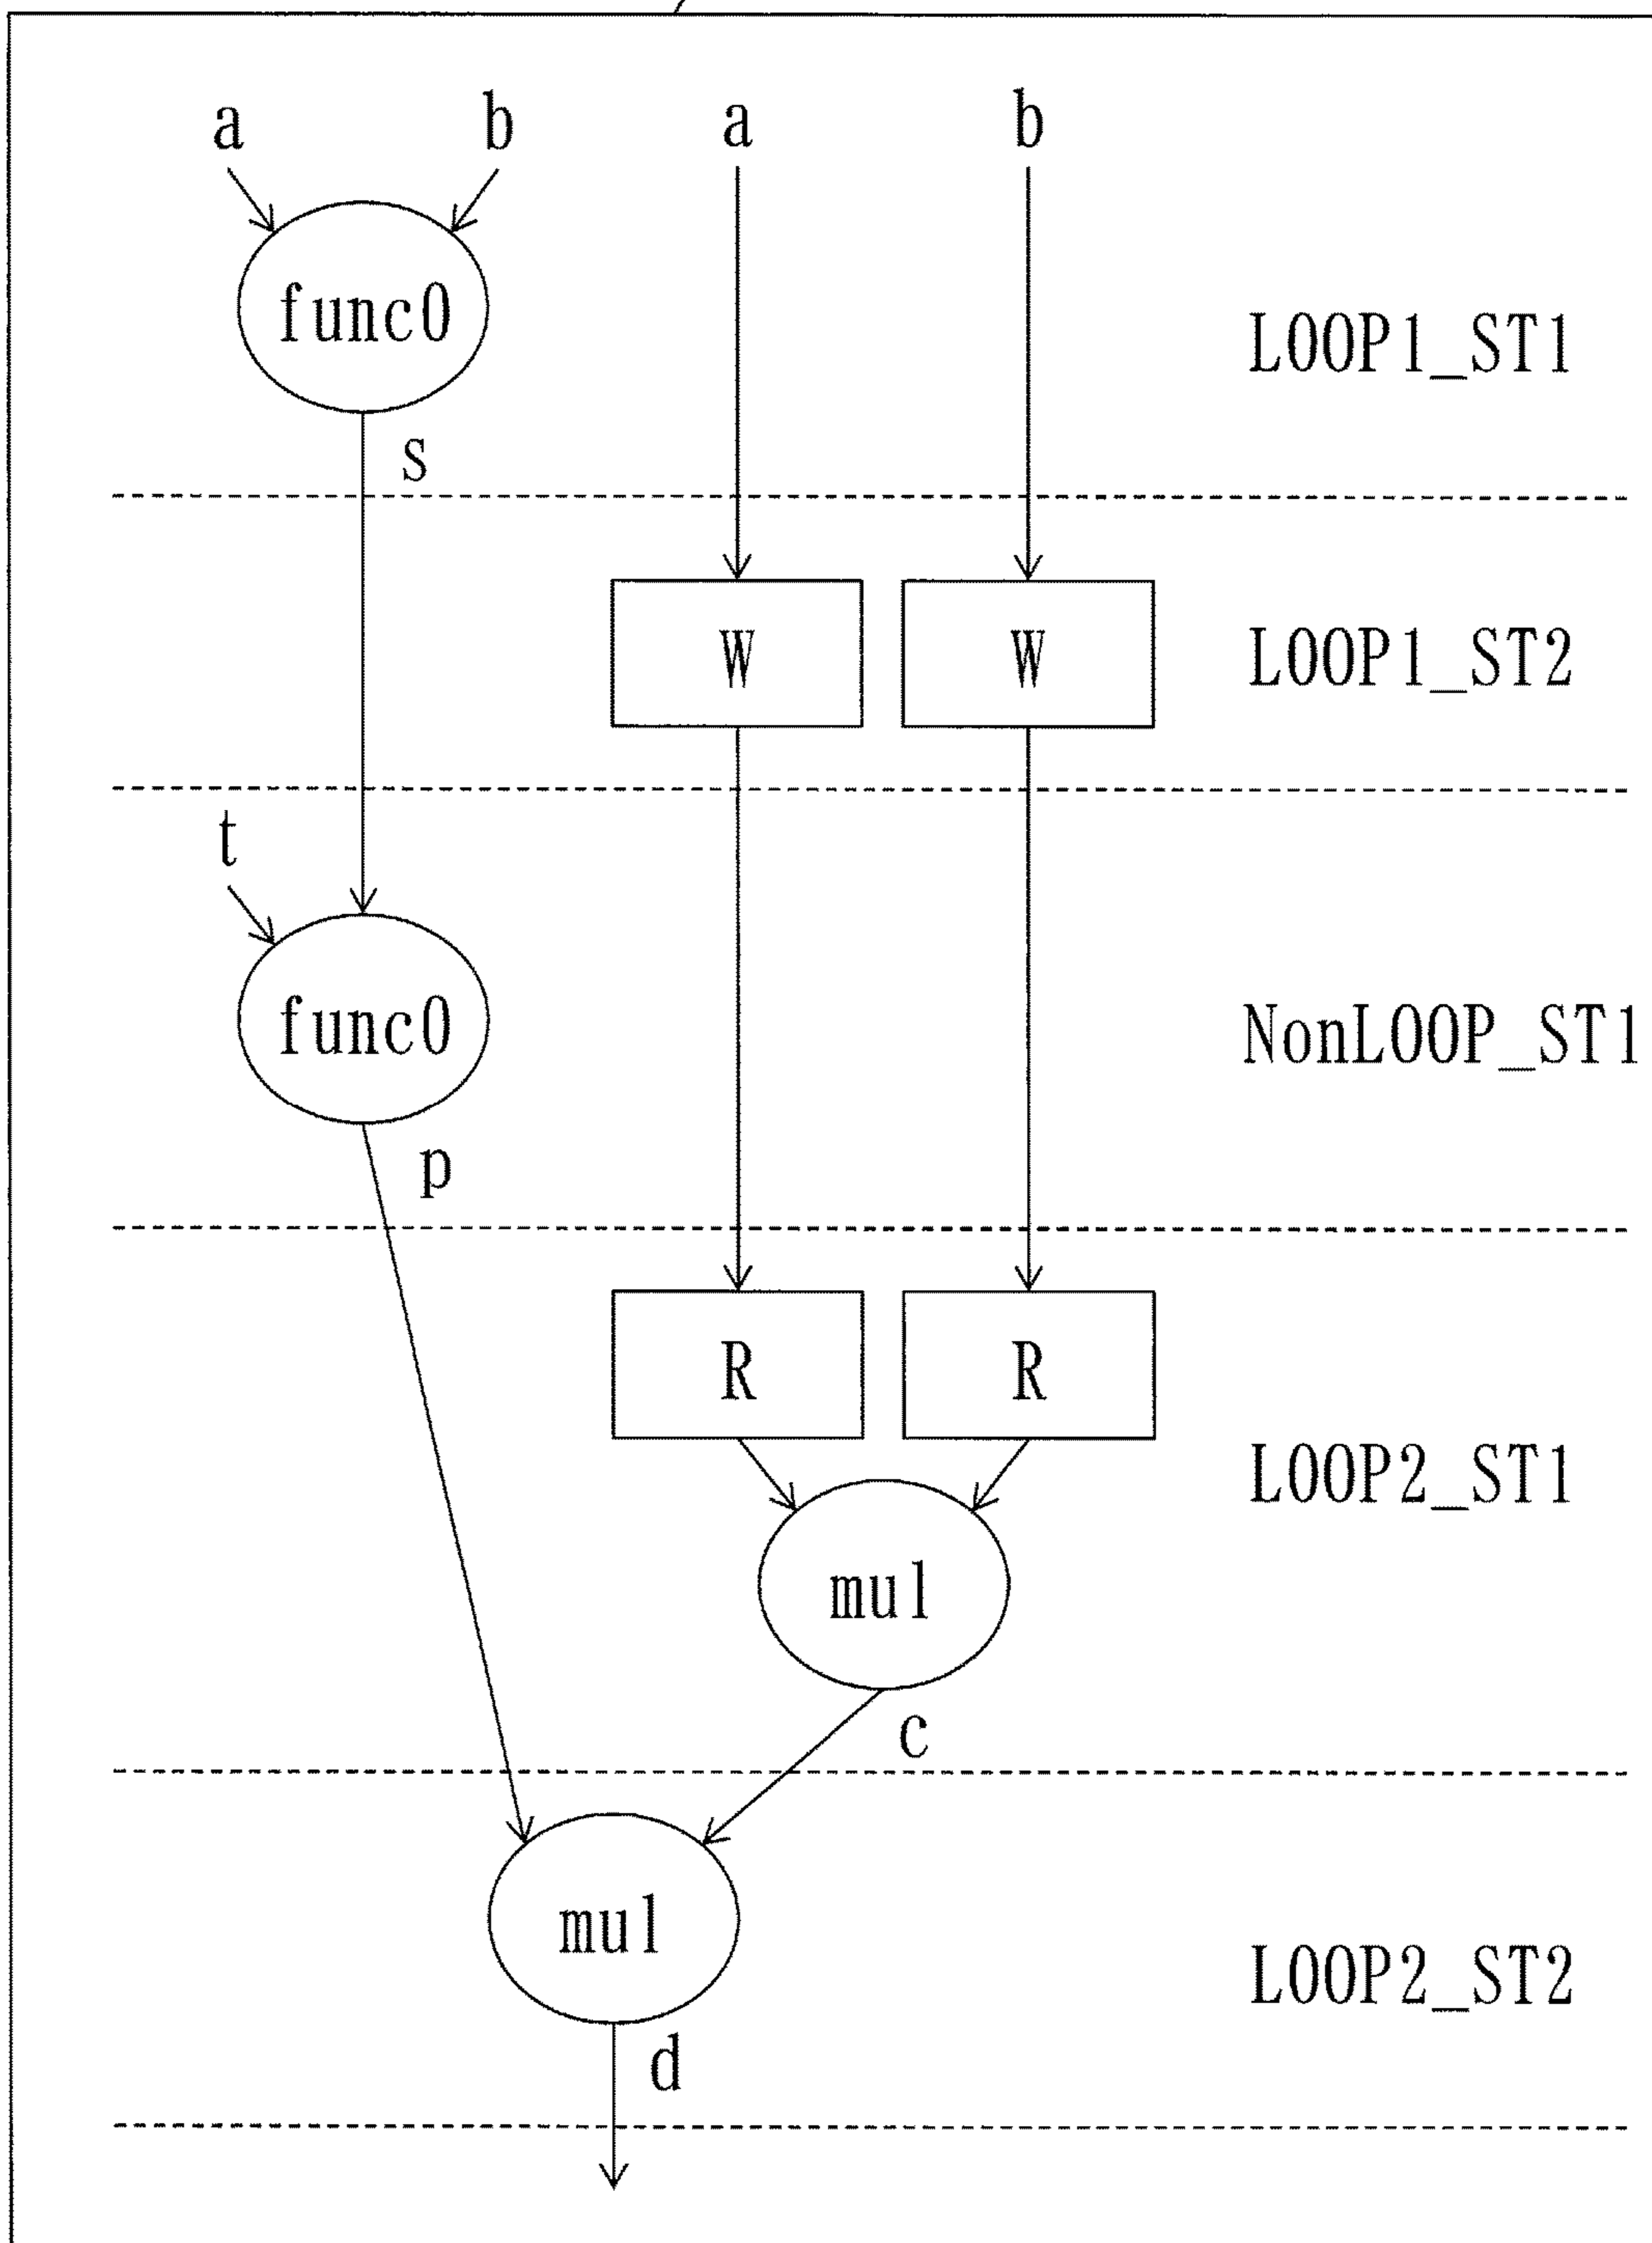 a b a b
func0
LOOP1_ST1
s
W W
LOOP1_ST2
t
func0
NonLOOP_ST1
p
R R
LOOP2_ST1
mul
c
mul
LOOP2_ST2
d